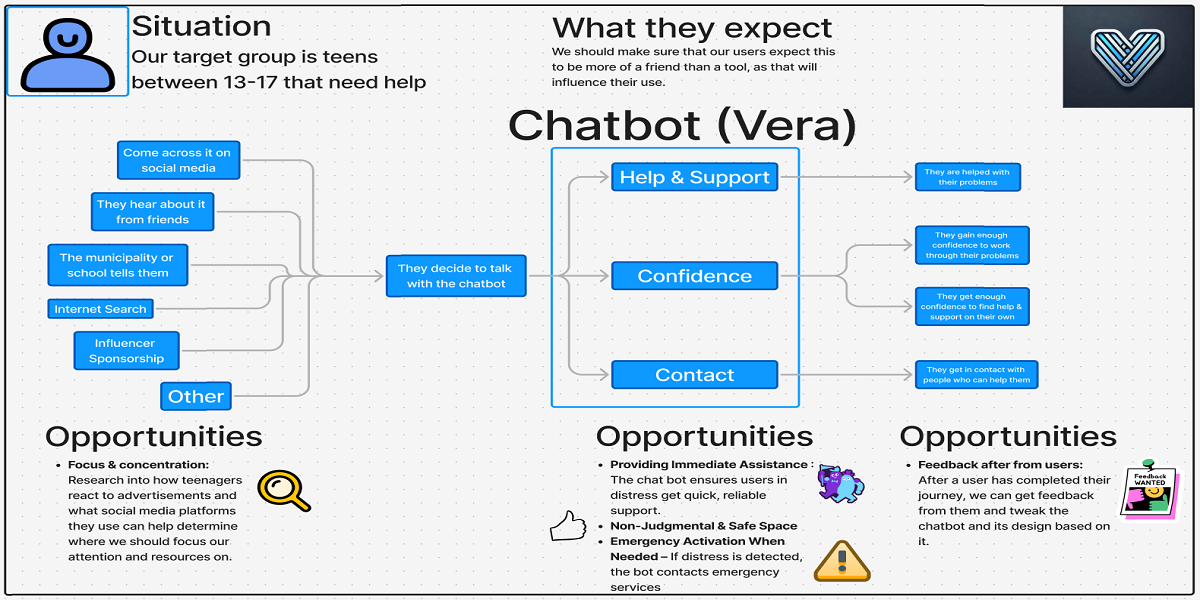 Situation
Our target group is teens
between 13-17 that need help
What they expect
We should make sure that our users expect this
to be more of a friend than a tool, as that will
influence their use.
Chatbot (Vera)
Come across it on
social media
They hear about it
from friends
The municipality or
school tells them
Internet Search
Influencer
Sponsorship
Other
They decide to talk
with the chatbot
Help & Support
Confidence
Contact
They are helped with
their problems
They gain enough
confidence to work
through their problems
They get enough
confidence to find help &
support on their own
They get in contact with
people who can help them
Opportunities
• Focus & concentration:
Research into how teenagers
react to advertisements and
what social media platforms
they use can help determine
where we should focus our
attention and resources on.
Opportunities
• Providing Immediate Assistance :
The chat bot ensures users in
distress get quick, reliable
support.
• Non-Judgmental & Safe Space
• Emergency Activation When
Needed – If distress is detected,
the bot contacts emergency
services
Opportunities
• Feedback after from users:
After a user has completed their
journey, we can get feedback
from them and tweak the
chatbot and its design based on
it.
Feedback
WANTED